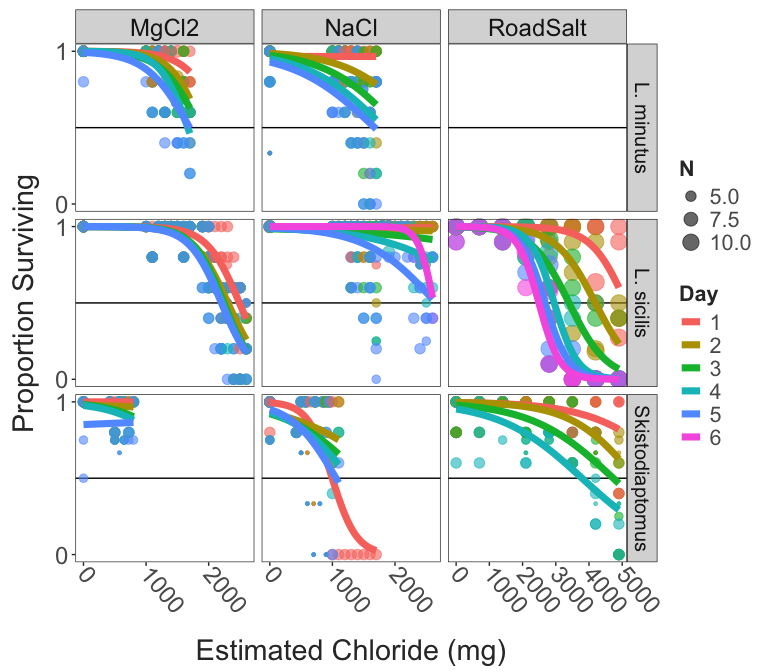 MgCl2 NaCl RoadSalt
Proportion Surviving
1
0
L. minutus
1
0
L. sicilis
1
0
Skistodiaptomus
0 1000 2000
0 1000 2000
0 1000 2000 3000 4000 5000
Estimated Chloride (mg)
N
5.0
7.5
10.0
Day
1
2
3
4
5
6